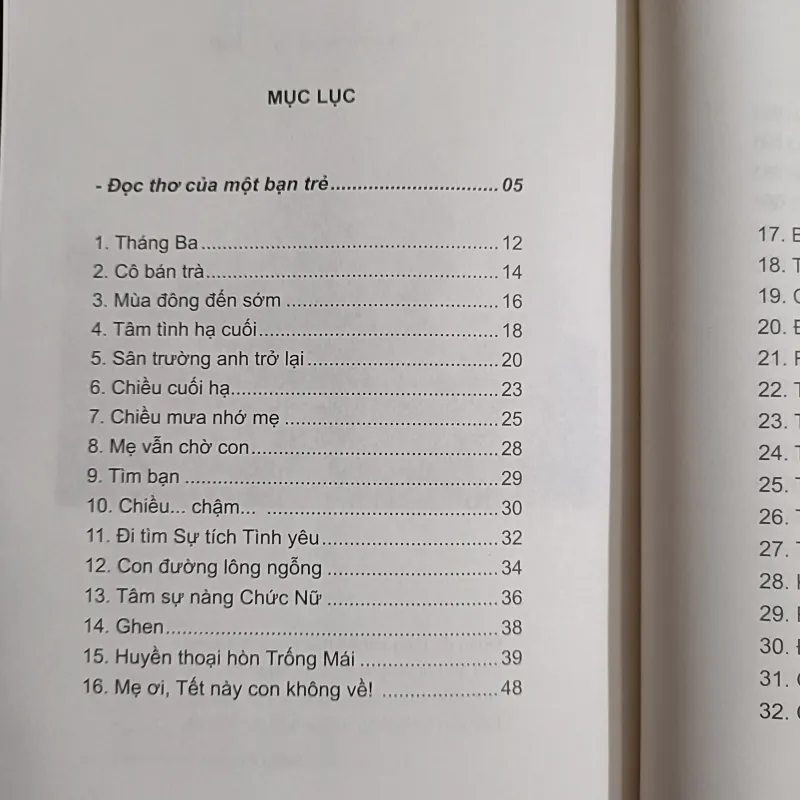 MỤC LỤC
- Đọc thơ của một bạn trẻ................................05
1. Tháng Ba........................................................12
2. Cô bán trà.......................................................14
3. Mùa đông đến sớm ........................................16
4. Tâm tình hạ cuối.............................................18
5. Sân trường anh trở lại....................................20
6. Chiều cuối hạ..................................................23
7. Chiều mưa nhớ mẹ ........................................25
8. Mẹ vẫn chờ con...............................................28
9. Tìm bạn ...........................................................29
10. Chiều... chậm... ............................................30
11. Đi tìm Sự tích Tình yêu.................................32
12. Con đường lông ngỗng ................................34
13. Tâm sự nàng Chức Nữ ................................36
14. Ghen...............................................................38
15. Huyền thoại hòn Trống Mái ..........................39
16. Mẹ ơi, Tết này con không về! ......................48
17.
18.
19.
20.
21.
22.
23.
24.
25.
26.
27.
28.
29.
30.
31.
32.